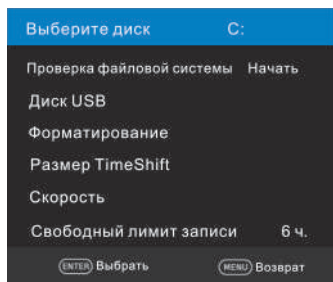 Выберите диск C:
Проверка файловой системы Начать
Диск USB
Форматирование
Размер TimeShift
Скорость
Свободный лимит записи 6 ч.
ENTER Выбрать MENU Возврат